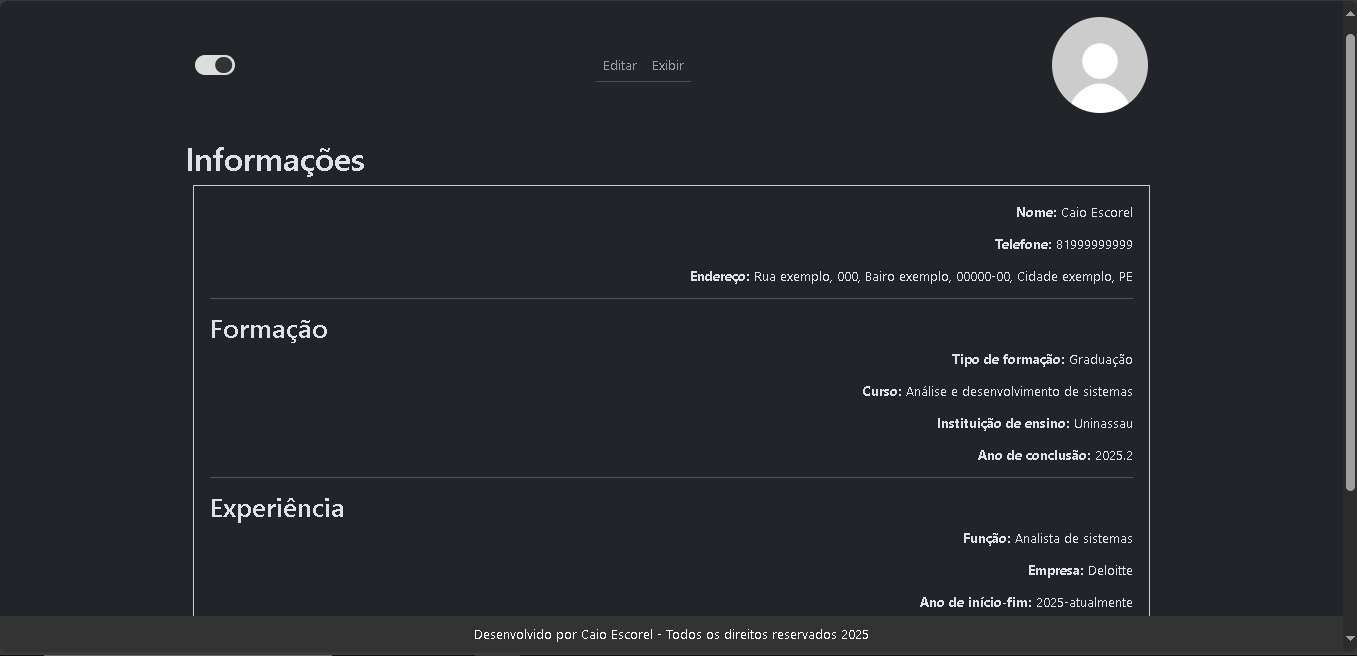 Editar Exibir
Informações
Nome: Caio Escorel
Telefone: 81999999999
Endereço: Rua exemplo, 000, Bairo exemplo, 00000-00, Cidade exemplo, PE
Formação
Tipo de formação: Graduação
Curso: Análise e desenvolvimento de sistemas
Instituição de ensino: Uninassau
Ano de conclusão: 2025.2
Experiência
Função: Analista de sistemas
Empresa: Deloitte
Ano de início-fim: 2025-atualmente
Desenvolvido por Caio Escorel - Todos os direitos reservados 2025